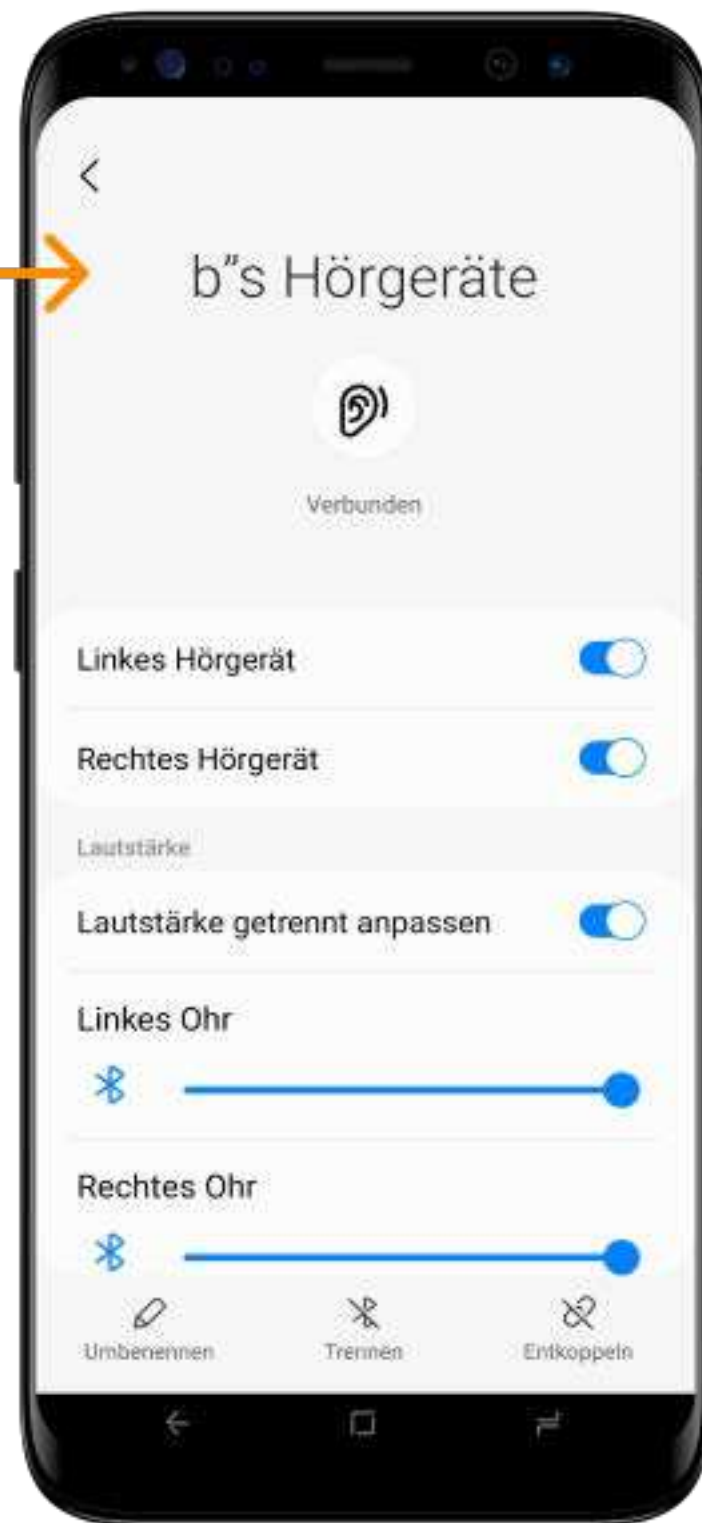 b"s Hörgeräte
Verbunden
Linkes Hörgerät
Rechtes Hörgerät
Lautstärke
Lautstärke getrennt anpassen
Linkes Ohr
Rechtes Ohr
Umbenennen
Trennen
Entkoppeln